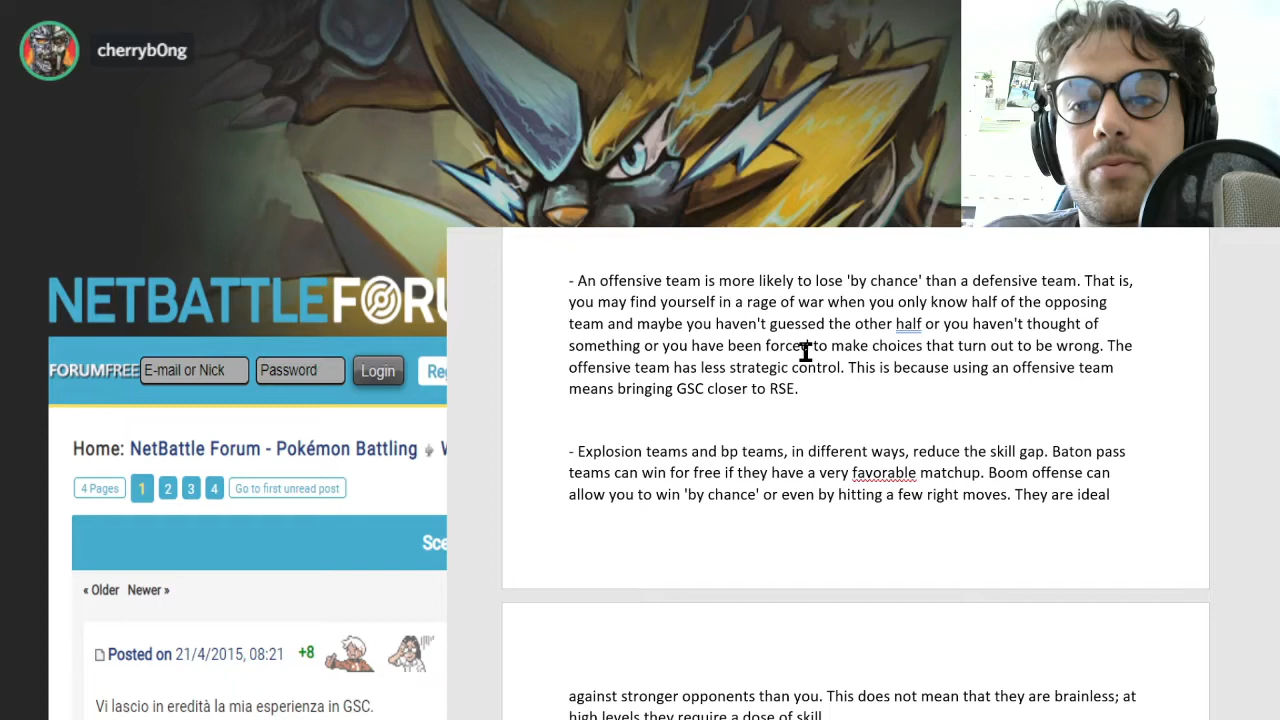 cherryb0ng
NETBATTLEFORU
FORUMFREE E-mail or Nick Password Login Reg
Home: NetBattle Forum - Pokémon Battling
4 Pages 1 2 3 4 Go to first unread post
Sce
« Older Newer »
Posted on 21/4/2015, 08:21 +8
Vi lascio in eredità la mia esperienza in GSC.
- An offensive team is more likely to lose 'by chance' than a defensive team. That is,
you may find yourself in a rage of war when you only know half of the opposing
team and maybe you haven't guessed the other half or you haven't thought of
something or you have been forced to make choices that turn out to be wrong. The
offensive team has less strategic control. This is because using an offensive team
means bringing GSC closer to RSE.
- Explosion teams and bp teams, in different ways, reduce the skill gap. Baton pass
teams can win for free if they have a very favorable matchup. Boom offense can
allow you to win 'by chance' or even by hitting a few right moves. They are ideal
against stronger opponents than you. This does not mean that they are brainless; at
high levels they require a dose of skill